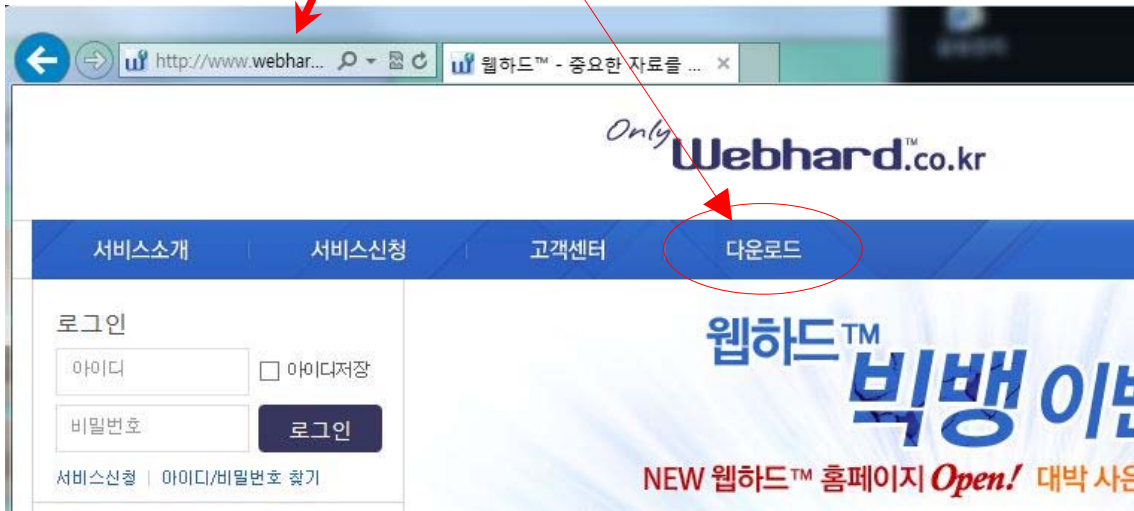 http://www.webhar...
웹하드™ - 중요한 자료를 ...
Only Webhard™.co.kr
서비스소개 서비스신청 고객센터 다운로드
로그인
아이디 아이디저장
비밀번호 로그인
서비스신청 | 아이디/비밀번호 찾기
웹하드™
빅뱅
NEW 웹하드™ 홈페이지 Open! 대박